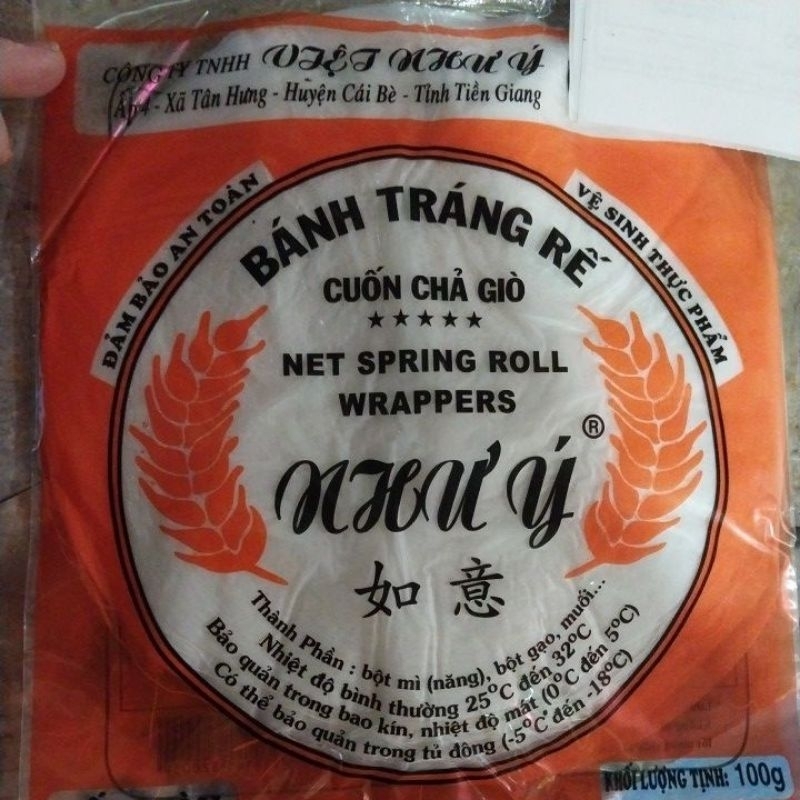 CÔNG TY TNHH VIỆT NHƯ Ý
Ấp 4 - Xã Tân Hưng - Huyện Cái Bè - Tỉnh Tiền Giang
ĐẢM BẢO AN TOÀN
VỆ SINH THỰC PHẨM
BÁNH TRÁNG RẾ
CUỐN CHẢ GIÒ
★★★★★
NET SPRING ROLL
WRAPPERS
NHƯ Ý ®
如意
Thành Phần : bột mì (năng), bột gạo, muối...
Nhiệt độ bình thường 25°C đến 32°C
Bảo quản trong bao kín, nhiệt độ mát (0°C đến 5°C)
Có thể bảo quản trong tủ đông (-5°C đến -18°C)
KHỐI LƯỢNG TỊNH: 100g